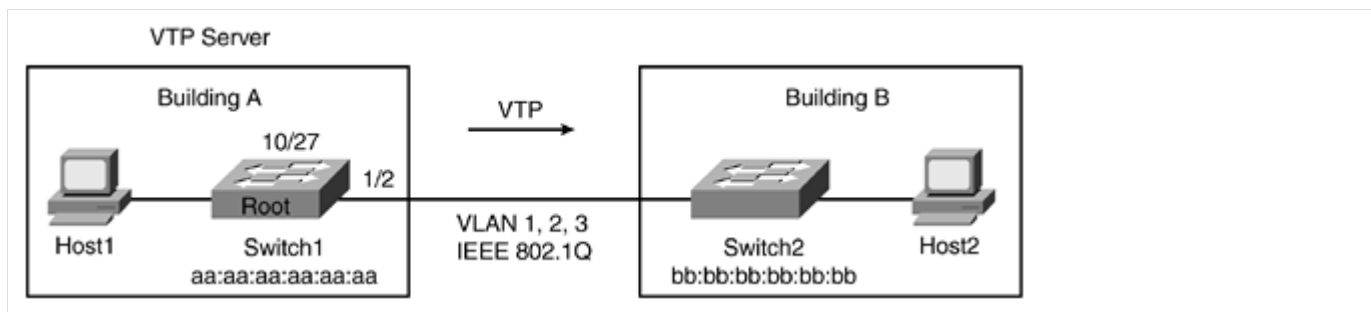 VTP Server
Building A
10/27
1/2
Root
Host1
Switch1
aa:aa:aa:aa:aa:aa
VTP
VLAN 1, 2, 3
IEEE 802.1Q
Building B
Switch2
bb:bb:bb:bb:bb:bb
Host2